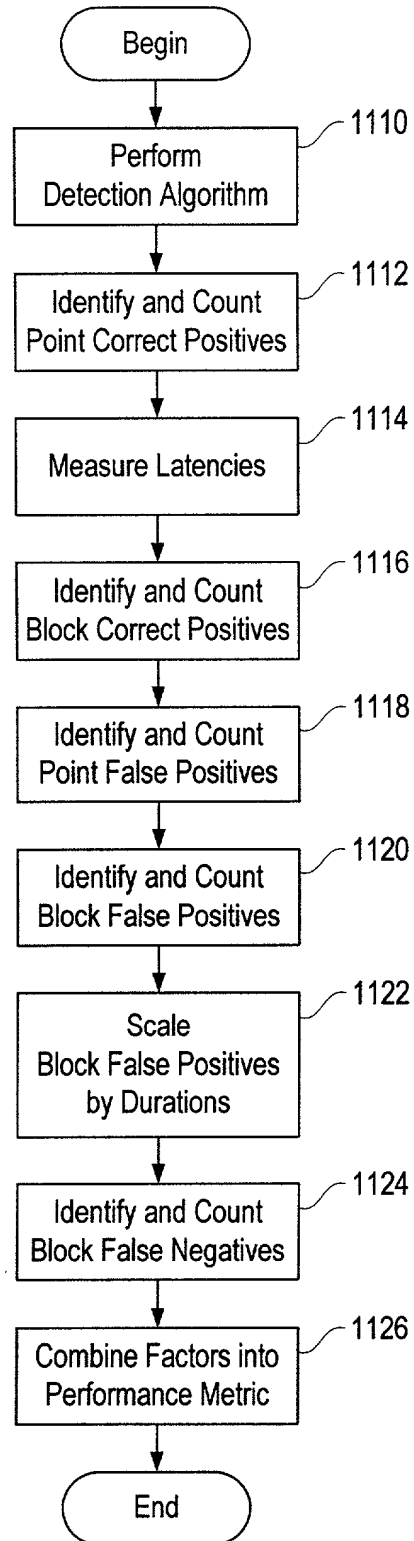 Begin
1110
Perform
Detection Algorithm
1112
Identify and Count
Point Correct Positives
1114
Measure Latencies
1116
Identify and Count
Block Correct Positives
1118
Identify and Count
Point False Positives
1120
Identify and Count
Block False Positives
1122
Scale
Block False Positives
by Durations
1124
Identify and Count
Block False Negatives
1126
Combine Factors into
Performance Metric
End